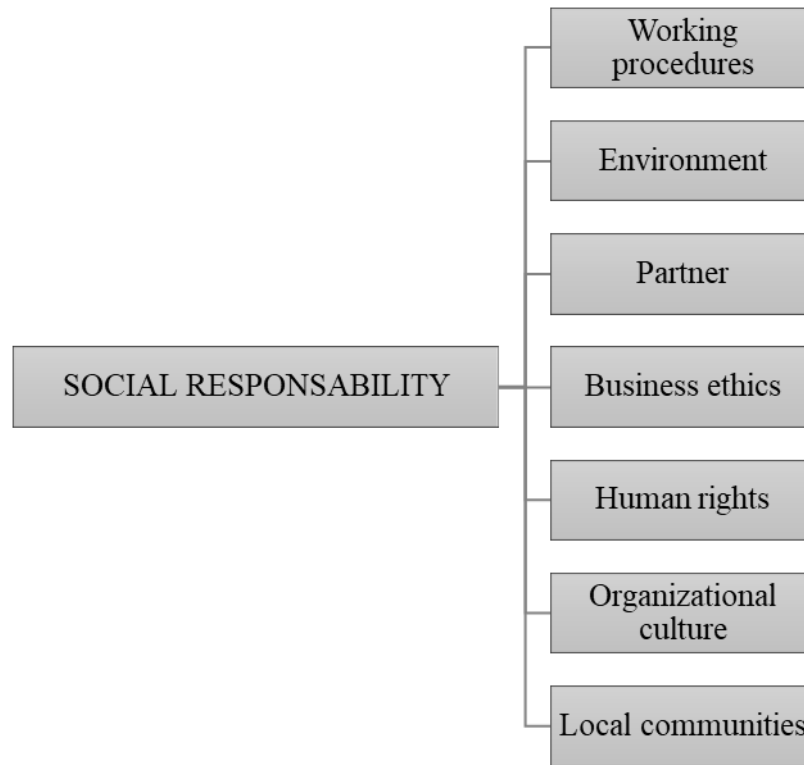 Working
procedures
Environment
Partner
SOCIAL RESPONSABILITY
Business ethics
Human rights
Organizational
culture
Local communities